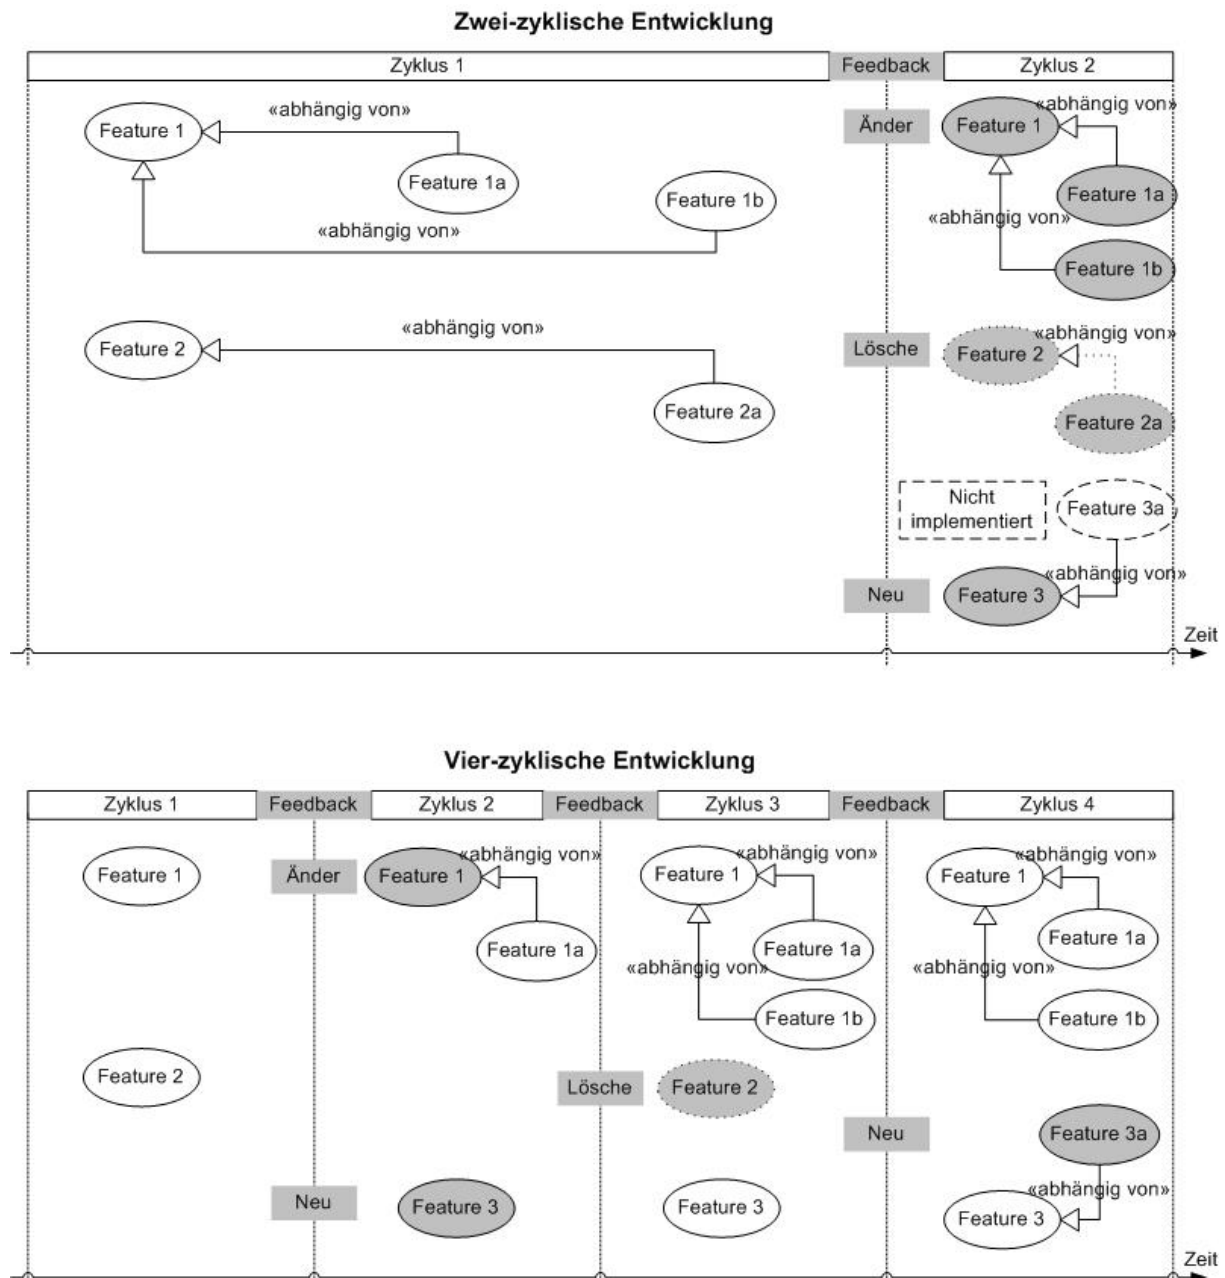 Zwei-zyklische Entwicklung
Zyklus 1
Feedback
Zyklus 2
«abhängig von»
Feature 1
Feature 1a
Feature 1b
«abhängig von»
Änder
«abhängig von»
Feature 1
Feature 1a
«abhängig von»
Feature 1b
«abhängig von»
Feature 2
Feature 2a
Lösche
«abhängig von»
Feature 2
Feature 2a
Nicht
implementiert
Feature 3a
«abhängig von»
Neu
Feature 3
Zeit
Vier-zyklische Entwicklung
Zyklus 1
Feedback
Zyklus 2
Feedback
Zyklus 3
Feedback
Zyklus 4
Feature 1
Änder
Feature 1
«abhängig von»
Feature 1a
Feature 1
«abhängig von»
Feature 1a
«abhängig von»
Feature 1b
Feature 1
«abhängig von»
Feature 1a
«abhängig von»
Feature 1b
Feature 2
Lösche
Feature 2
Neu
Feature 3a
«abhängig von»
Neu
Feature 3
Feature 3
Feature 3
Zeit